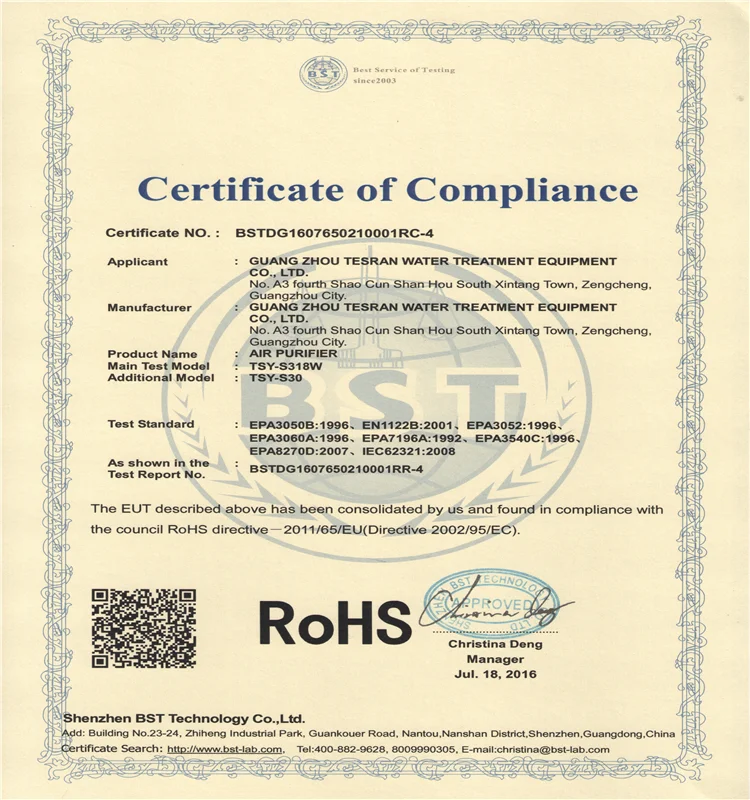 BST
Best Service of Testing
since2003
Certificate of Compliance
Certificate NO. : BSTDG1607650210001RC-4
Applicant : GUANG ZHOU TESRAN WATER TREATMENT EQUIPMENT
CO., LTD.
No. A3 fourth Shao Cun Shan Hou South Xintang Town, Zengcheng,
Guangzhou City.
Manufacturer : GUANG ZHOU TESRAN WATER TREATMENT EQUIPMENT
CO., LTD.
No. A3 fourth Shao Cun Shan Hou South Xintang Town, Zengcheng,
Guangzhou City.
Product Name : AIR PURIFIER
Main Test Model : TSY-S318W
Additional Model : TSY-S30
BST
Test Standard : EPA3050B:1996、EN1122B:2001、EPA3052:1996、
EPA3060A:1996、EPA7196A:1992、EPA3540C:1996、
EPA8270D:2007、IEC62321:2008
As shown in the : BSTDG1607650210001RR-4
Test Report No.
The EUT described above has been consolidated by us and found in compliance with
the council RoHS directive－2011/65/EU(Directive 2002/95/EC).
RoHS
SHENZHEN BST TECHNOLOGY CO.,LTD
APPROVED
Christina Deng
Manager
Jul. 18, 2016
Shenzhen BST Technology Co.,Ltd.
Add: Building No.23-24, Zhiheng Industrial Park, Guankouer Road, Nantou,Nanshan District,Shenzhen,Guangdong,China
Certificate Search: http://www.bst-lab.com, Tel:400-882-9628, 8009990305, E-mail:christina@bst-lab.com